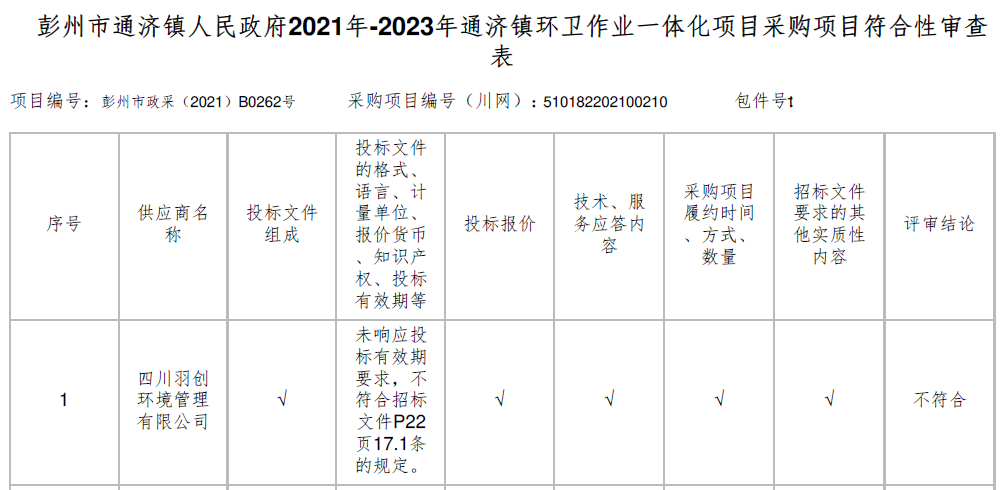 彭州市通济镇人民政府2021年-2023年通济镇环卫作业一体化项目采购项目符合性审查
表
项目编号：彭州市政采（2021）B0262号 采购项目编号（川网）: 510182202100210 包件号1
序号
供应商名
称
投标文件
组成
投标文件
的格式、
语言、计
量单位、
报价货币
、知识产
权、投标
有效期等
投标报价
技术、服
务应答内
容
采购项目
履约时间
、方式、
数量
招标文件
要求的其
他实质性
内容
评审结论
1
四川羽创
环境管理
有限公司
√
未响应投
标有效期
要求，不
符合招标
文件P22
页17.1条
的规定。
√
√
√
√
不符合